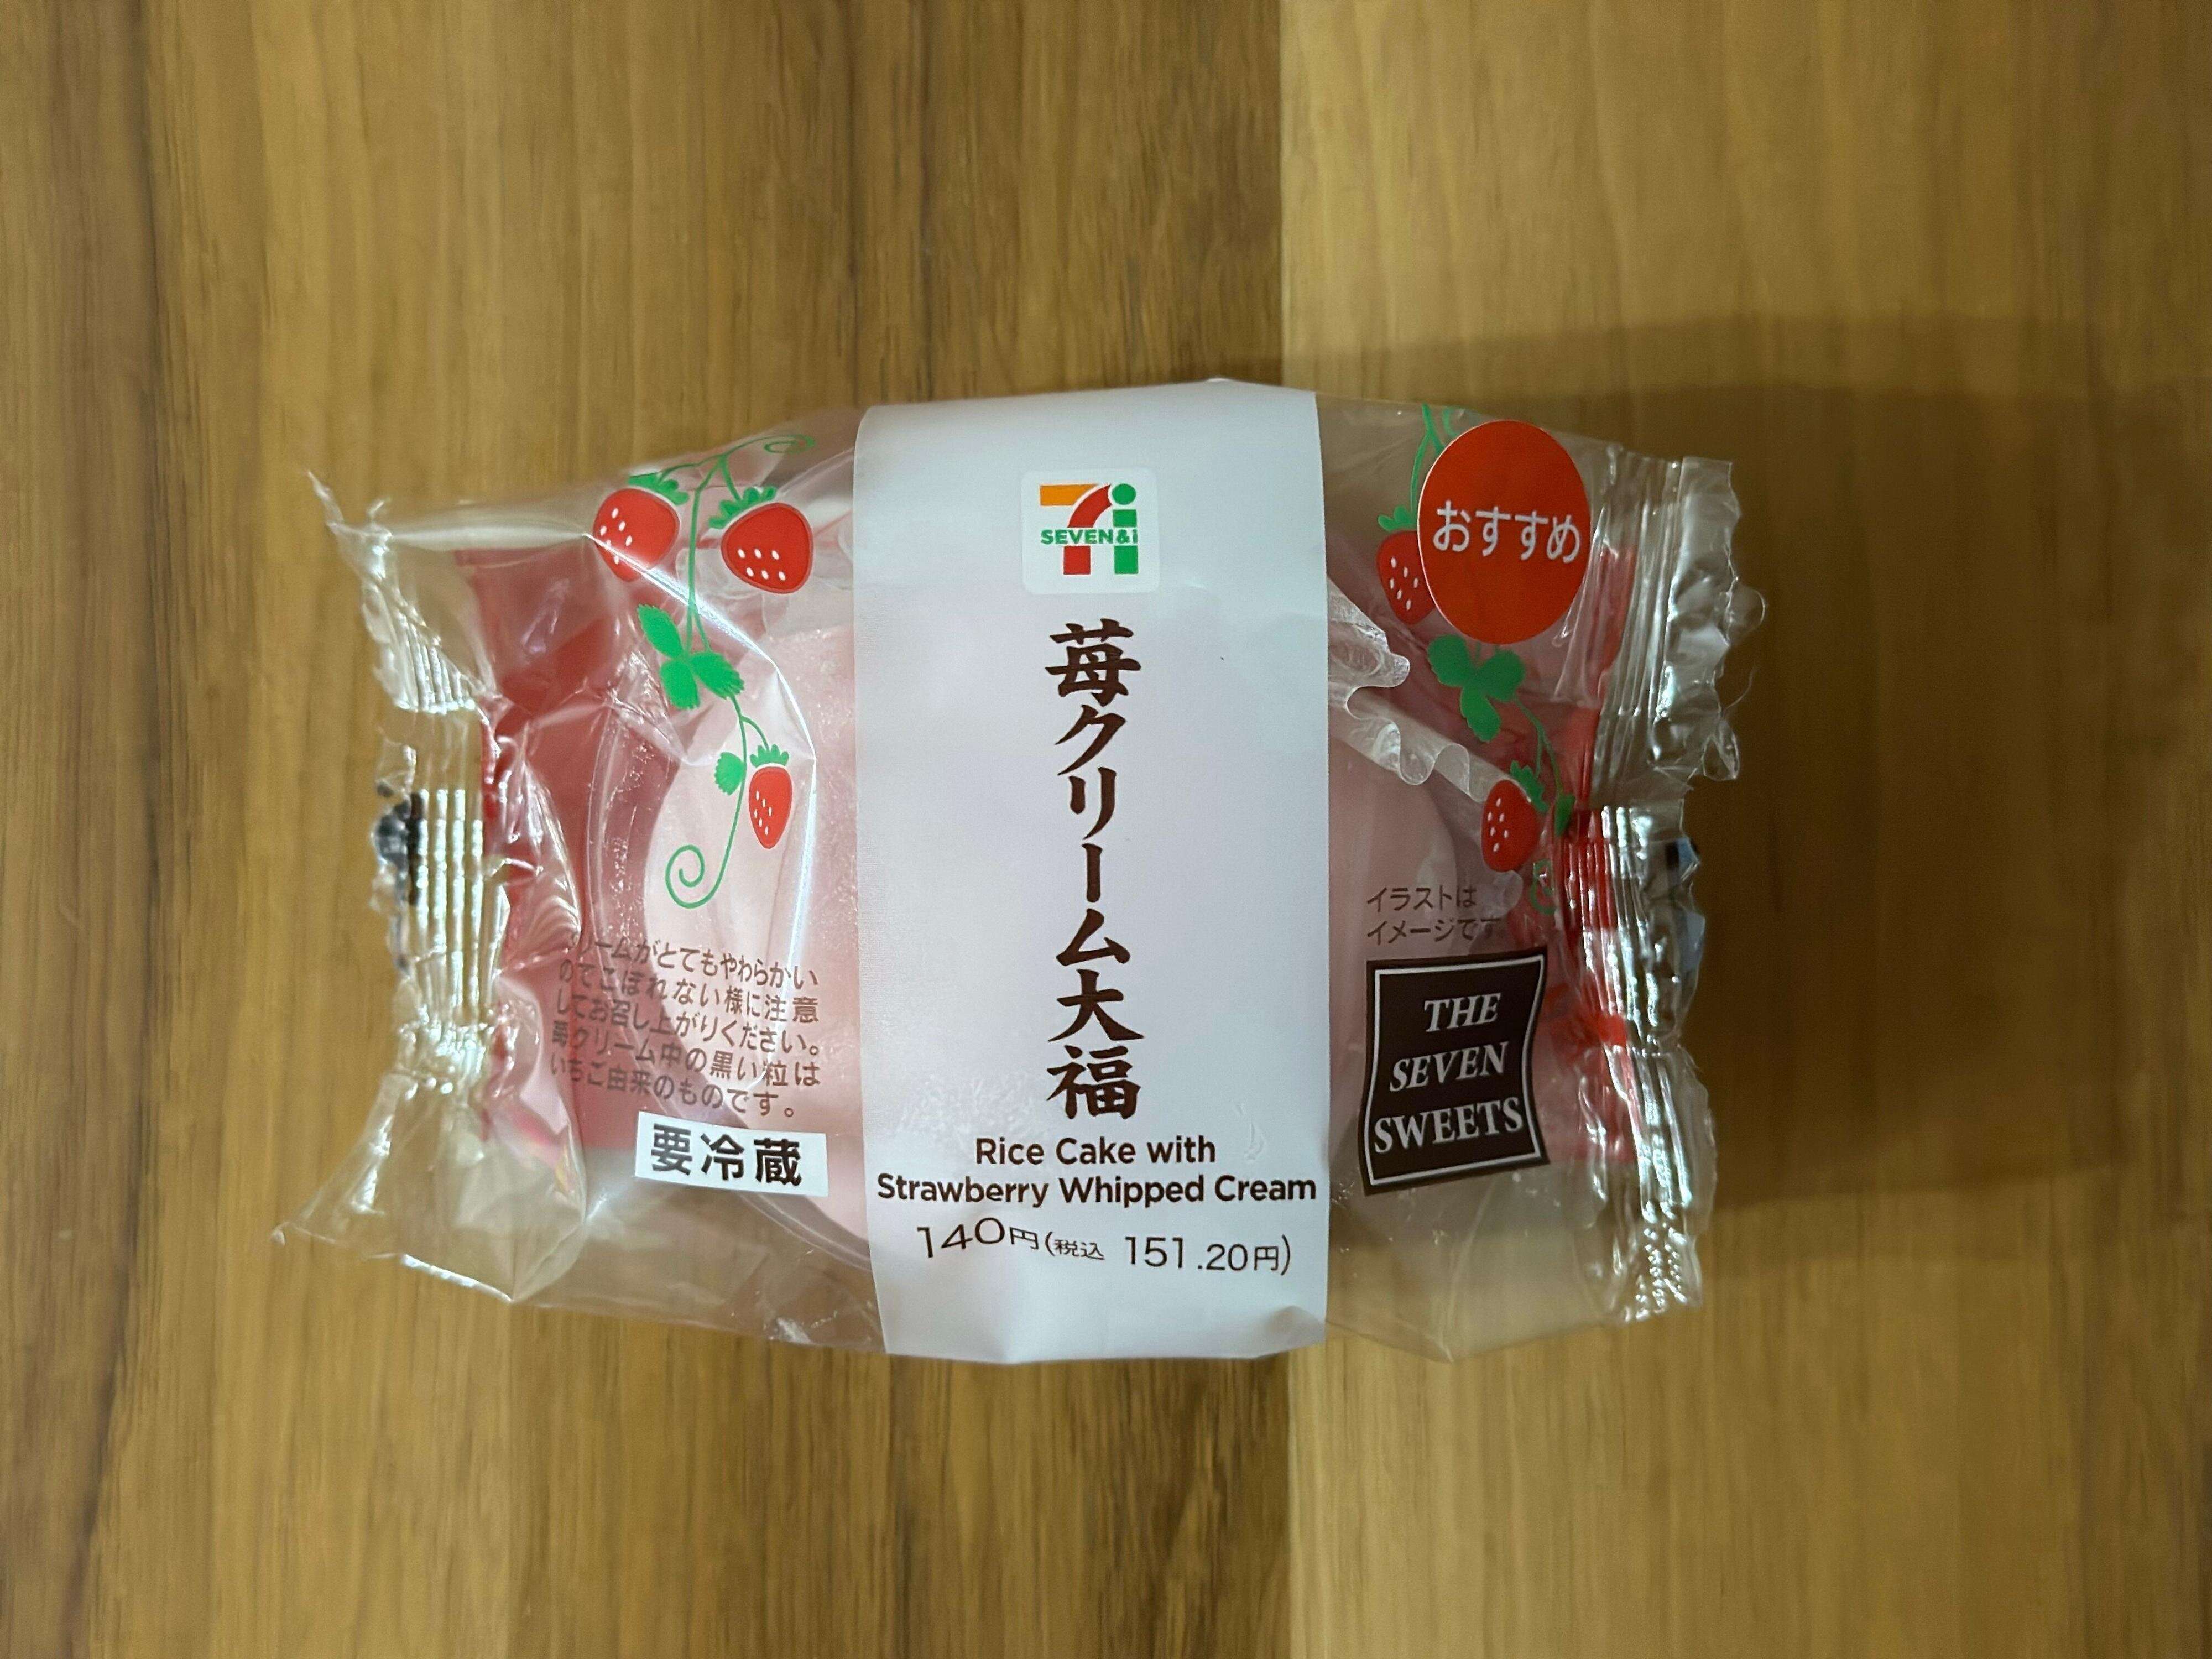 SEVEN&i
おすすめ
苺クリーム大福
Rice Cake with
Strawberry Whipped Cream
140円(税込 151.20円)
リームがとてもやわらかい
のでこぼれない様に注意
してお召し上がりください。
苺クリーム中の黒い粒は
いちご由来のものです。
要冷蔵
イラストは
イメージです
THE
SEVEN
SWEETS